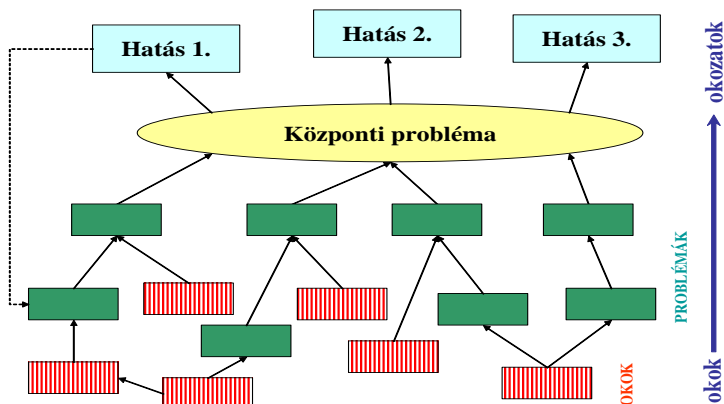 Hatás 1.
Hatás 2.
Hatás 3.
Központi probléma
okozatok
PROBLÉMÁK
OKOK
okok